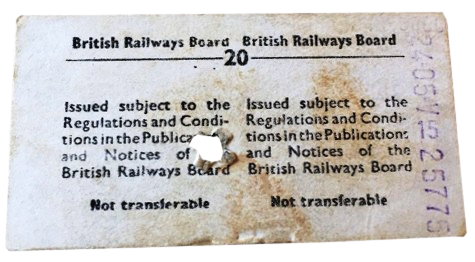 British Railways Board British Railways Board
20
Issued subject to the
Regulations and Condi-
tions in the
and Notices of
British Railways Board
Not transferable
Issued subject to the
Regulations and Condi-
tions in the Publications
and Notices of the
British Railways Board
Not transferable